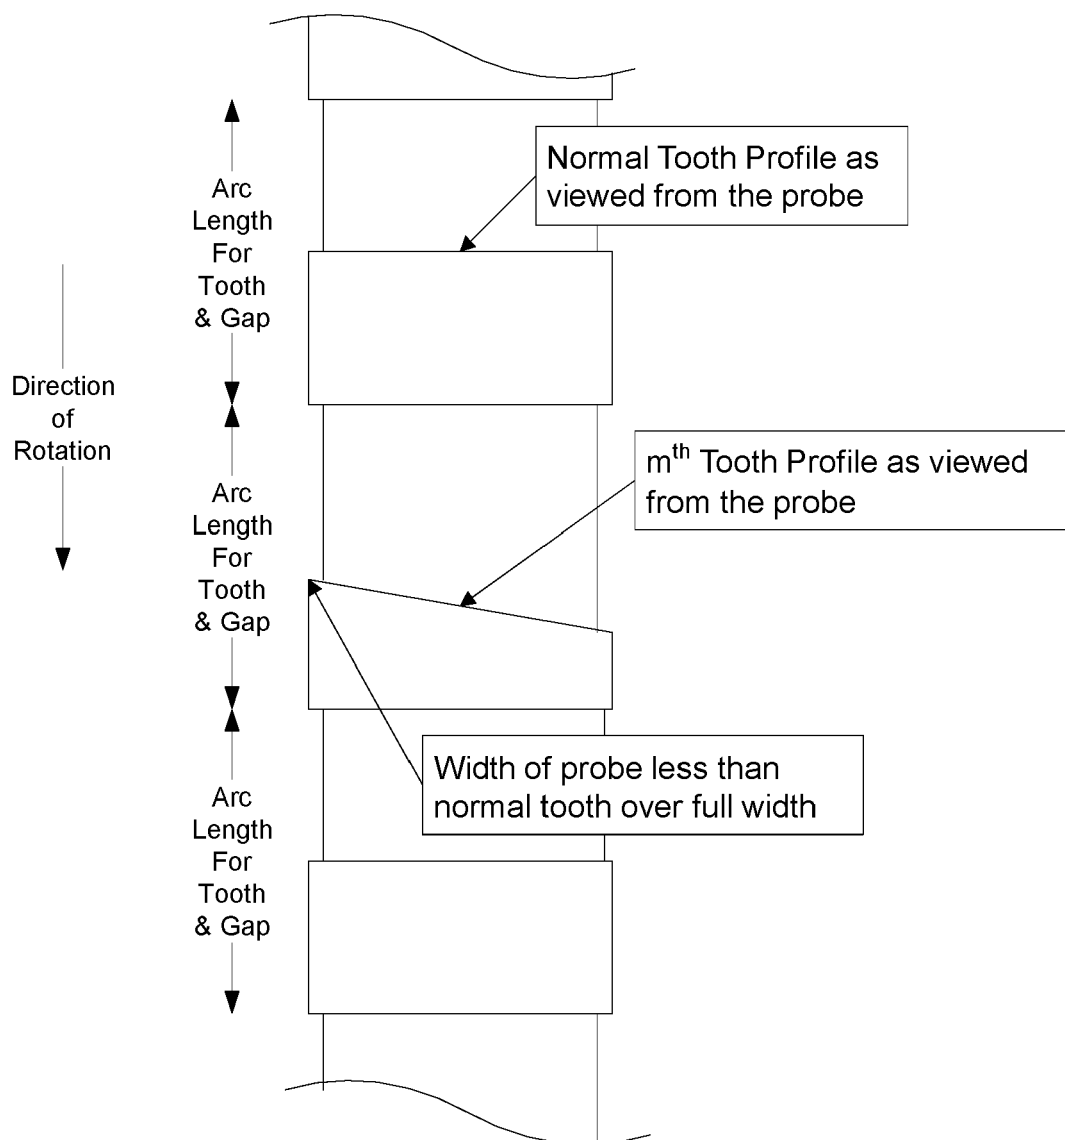 Normal Tooth Profile as
viewed from the probe
Arc
Length
For
Tooth
& Gap
Direction
of
Rotation
m^th Tooth Profile as viewed
from the probe
Arc
Length
For
Tooth
& Gap
Width of probe less than
normal tooth over full width
Arc
Length
For
Tooth
& Gap